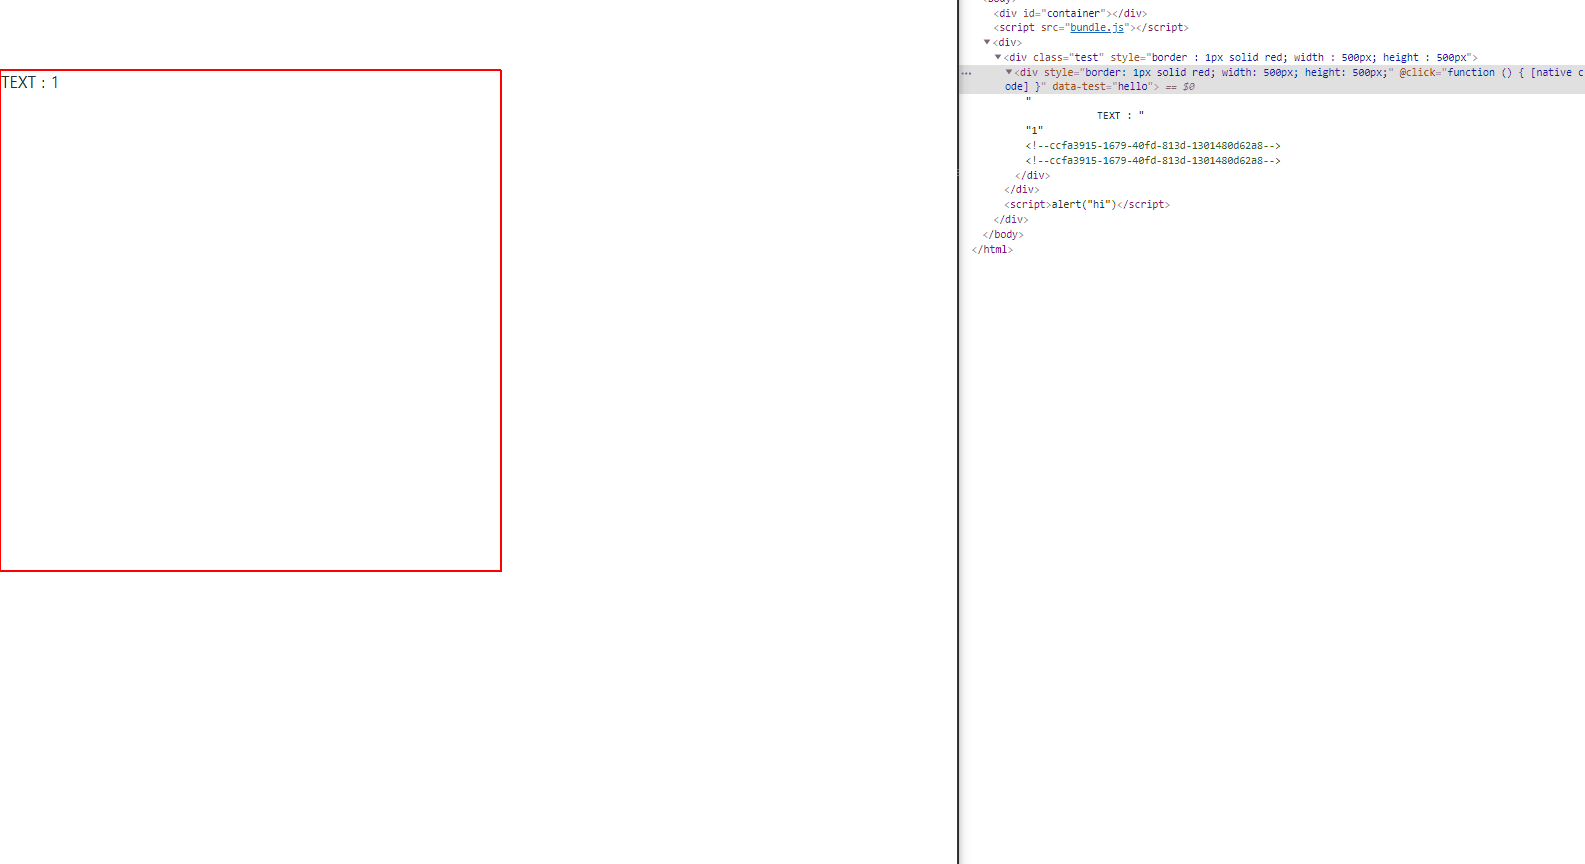 TEXT : 1
<body>
<div id="container"></div>
<script src="bundle.js"></script>
▼<div>
▼<div class="test" style="border : 1px solid red; width : 500px; height : 500px">
… ▼<div style="border: 1px solid red; width: 500px; height: 500px;" @click="function () { [native c
ode] }" data-test="hello"> == $0
"
TEXT : "
"1"
<!--ccfa3915-1679-40fd-813d-1301480d62a8-->
<!--ccfa3915-1679-40fd-813d-1301480d62a8-->
</div>
</div>
<script>alert("hi")</script>
</div>
</body>
</html>